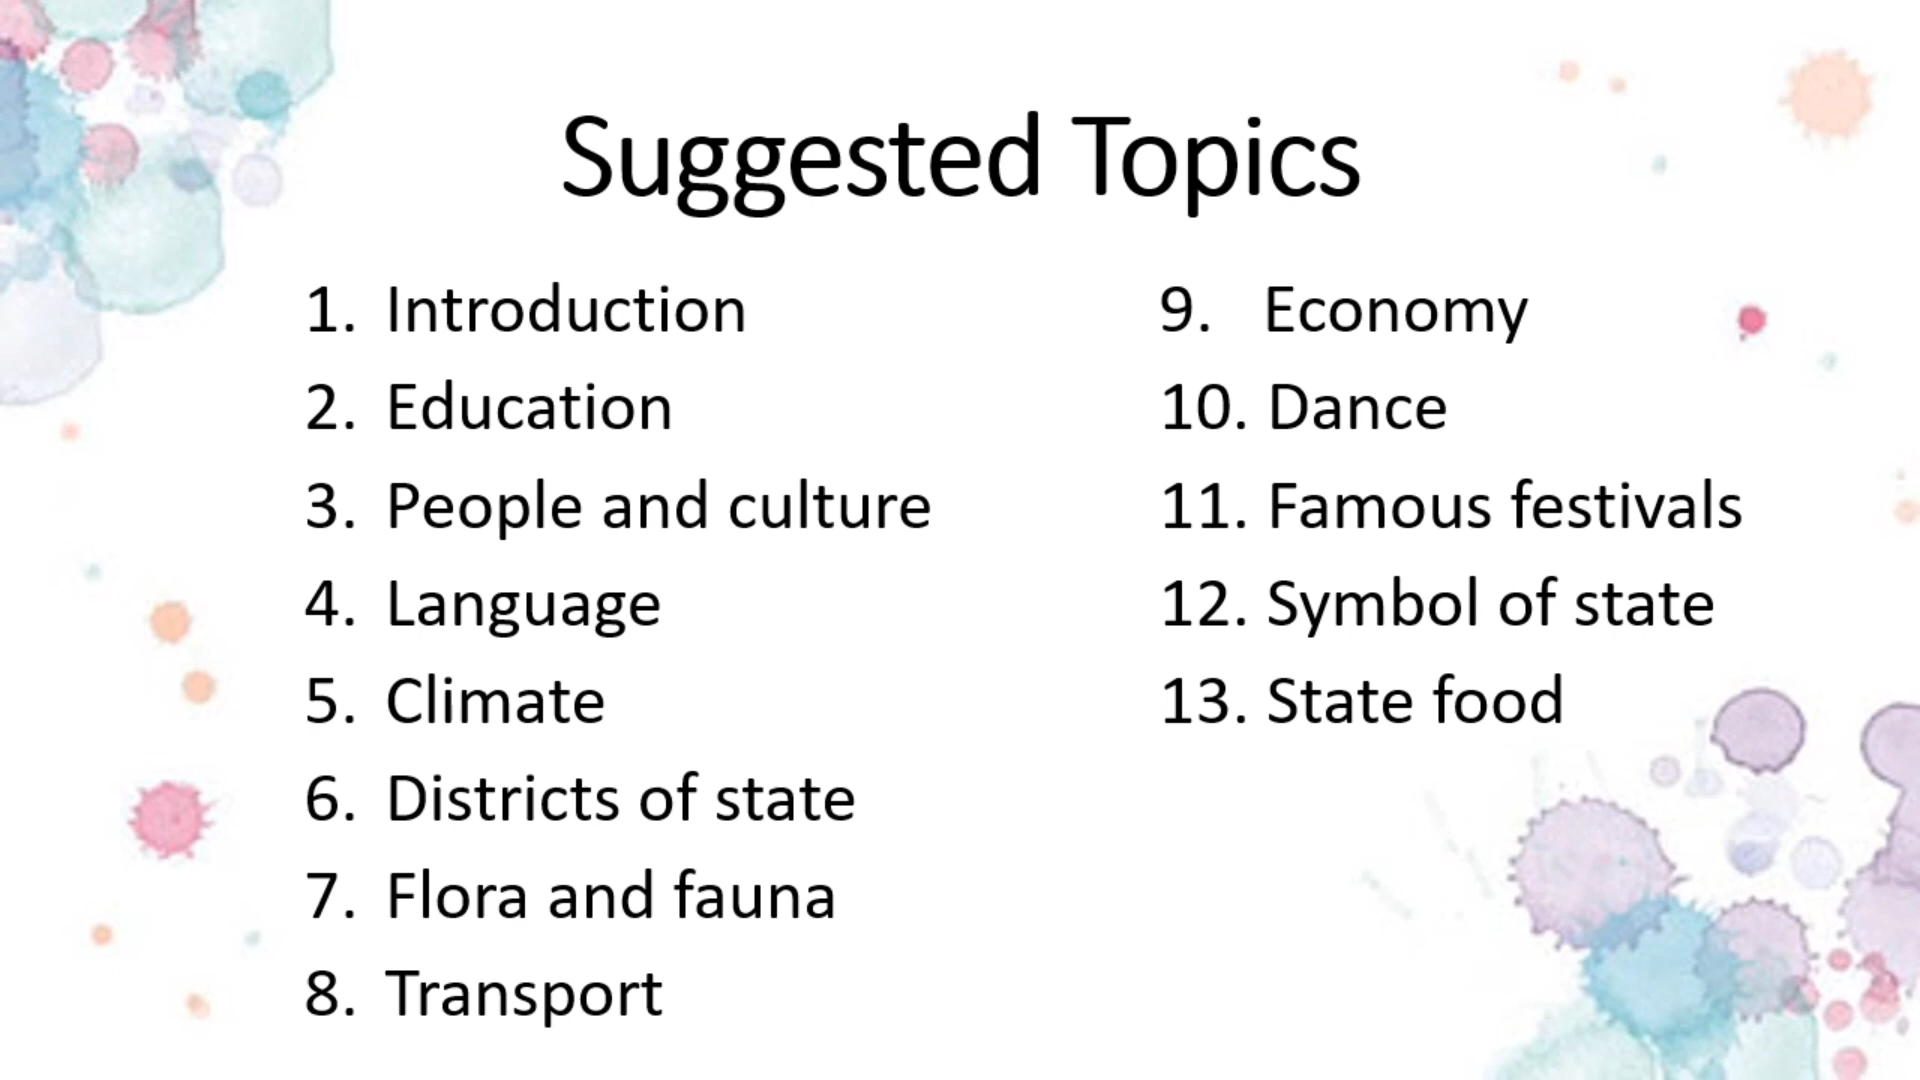 Suggested Topics
1. Introduction
2. Education
3. People and culture
4. Language
5. Climate
6. Districts of state
7. Flora and fauna
8. Transport
9. Economy
10. Dance
11. Famous festivals
12. Symbol of state
13. State food